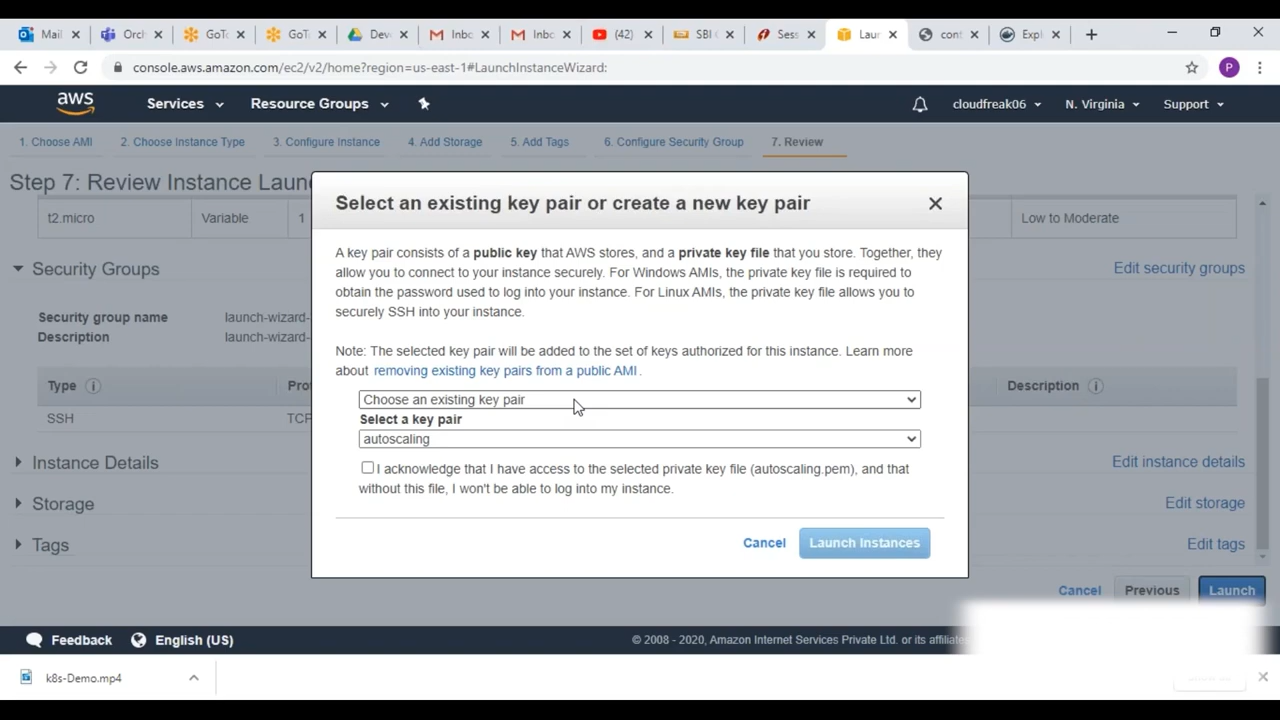 Mail
Orch
GoTo
GoTo
Deve
Inbo
Inbo
(42)
SBI
Sess
Laun
cont
Expl
console.aws.amazon.com/ec2/v2/home?region=us-east-1#LaunchInstanceWizard:
P
aws
Services
Resource Groups
cloudfreak06
N. Virginia
Support
1. Choose AMI
2. Choose Instance Type
3. Configure Instance
4. Add Storage
5. Add Tags
6. Configure Security Group
7. Review
Step 7: Review Instance Laun
t2.micro
Variable
1
Low to Moderate
Security Groups
Edit security groups
Security group name
launch-wizard-
Description
launch-wizard-
Type
Pro
Description
SSH
TCP
Instance Details
Edit instance details
Storage
Edit storage
Tags
Edit tags
Select an existing key pair or create a new key pair
A key pair consists of a public key that AWS stores, and a private key file that you store. Together, they
allow you to connect to your instance securely. For Windows AMIs, the private key file is required to
obtain the password used to log into your instance. For Linux AMIs, the private key file allows you to
securely SSH into your instance.
Note: The selected key pair will be added to the set of keys authorized for this instance. Learn more
about removing existing key pairs from a public AMI .
Choose an existing key pair
Select a key pair
autoscaling
I acknowledge that I have access to the selected private key file (autoscaling.pem), and that
without this file, I won't be able to log into my instance.
Cancel
Launch Instances
Cancel
Previous
Launch
Feedback
English (US)
© 2008 - 2020, Amazon Internet Services Private Ltd. or its affiliate
k8s-Demo.mp4